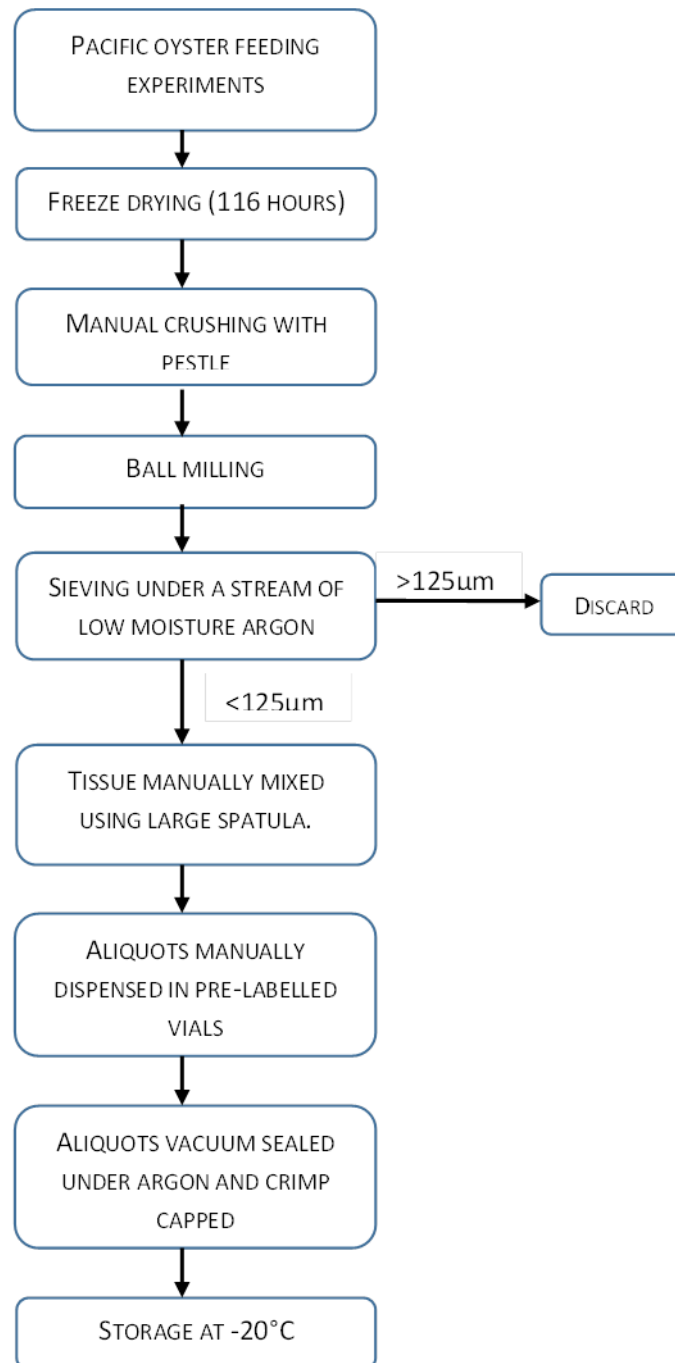 PACIFIC OYSTER FEEDING
EXPERIMENTS
FREEZE DRYING (116 HOURS)
MANUAL CRUSHING WITH
PESTLE
BALL MILLING
SIEVING UNDER A STREAM OF
LOW MOISTURE ARGON
>125um
DISCARD
<125um
TISSUE MANUALLY MIXED
USING LARGE SPATULA.
ALIQUOTS MANUALLY
DISPENSED IN PRE-LABELLED
VIALS
ALIQUOTS VACUUM SEALED
UNDER ARGON AND CRIMP
CAPPED
STORAGE AT -20°C